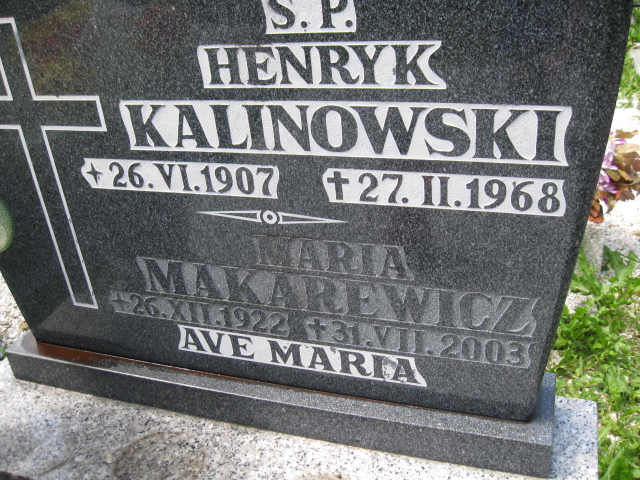 S. P.
HENRYK
KALINOWSKI
+26.VI.1907 +27.II.1968
MARIA
MAKAREWICZ
+26.XII.1922 +31.VII.2003
AVE MARIA